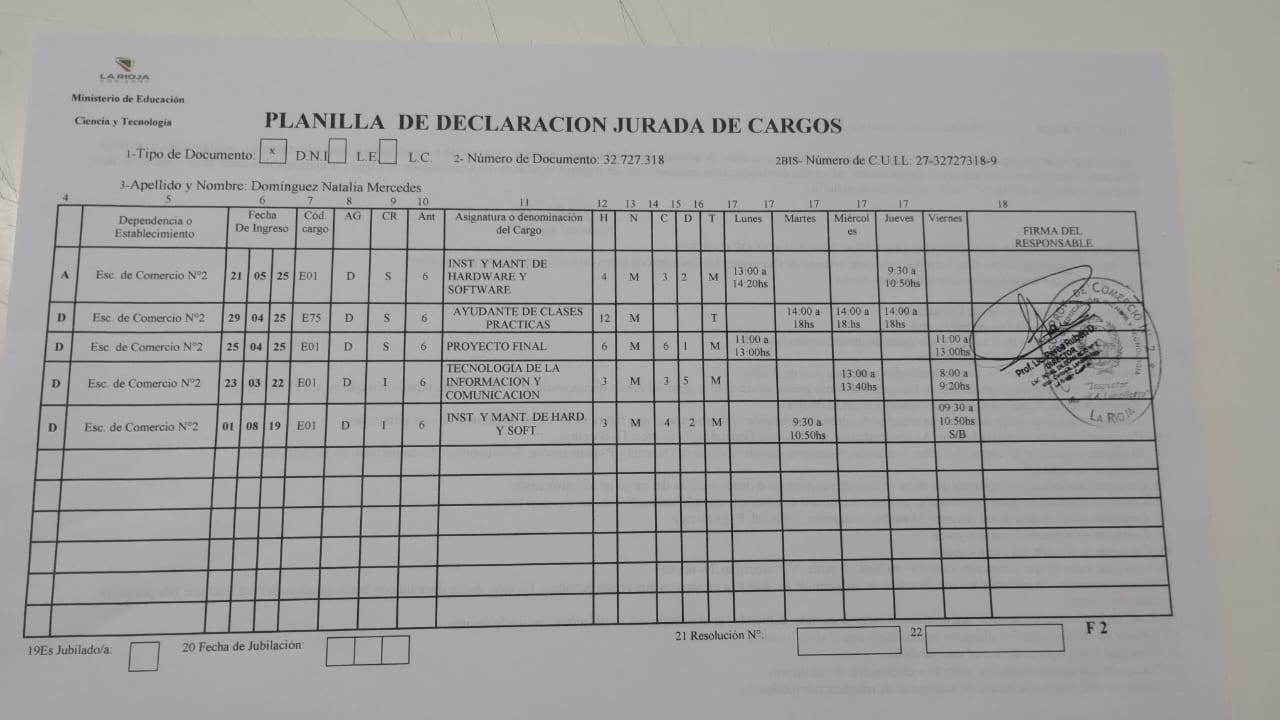 LA RIOJA
Ministerio de Educación
Ciencia y Tecnología
PLANILLA DE DECLARACION JURADA DE CARGOS
1-Tipo de Documento: x D.N.I L.E. L.C. 2- Número de Documento: 32.727.318 2BIS- Número de C.U.I.L: 27-32727318-9
3-Apellido y Nombre: Domínguez Natalia Mercedes
4 5 6 7 8 9 10 11 12 13 14 15 16 17 17 17 17 17 18
Dependencia o Establecimiento Fecha De Ingreso Cód. cargo AG CR Ant Asignatura o denominación del Cargo H N C D T Lunes Martes Miércol es Jueves Viernes FIRMA DEL RESPONSABLE
A Esc. de Comercio N°2 21 05 25 E01 D S 6 INST. Y MANT. DE HARDWARE Y SOFTWARE 4 M 3 2 M 13:00 a 14:20hs 9:30 a 10:50hs
D Esc. de Comercio N°2 29 04 25 E75 D S 6 AYUDANTE DE CLASES PRACTICAS 12 M T 14:00 a 18hs 14:00 a 18:hs 14:00 a 18hs
D Esc. de Comercio N°2 25 04 25 E01 D S 6 PROYECTO FINAL 6 M 6 1 M 11:00 a 13:00hs 11:00 a 13:00hs
D Esc. de Comercio N°2 23 03 22 E01 D I 6 TECNOLOGIA DE LA INFORMACION Y COMUNICACION 3 M 3 5 M 13:00 a 13:40hs 8:00 a 9:20hs
D Esc. de Comercio N°2 01 08 19 E01 D I 6 INST. Y MANT. DE HARD. Y SOFT. 3 M 4 2 M 9:30 a 10:50hs 09:30 a 10:50hs S/B
DE COMERCIO N° 2
DIRECTOR
"Inspector
LA RIOJA
19Es Jubilado/a: 20 Fecha de Jubilación: 21 Resolución N°: 22 F 2